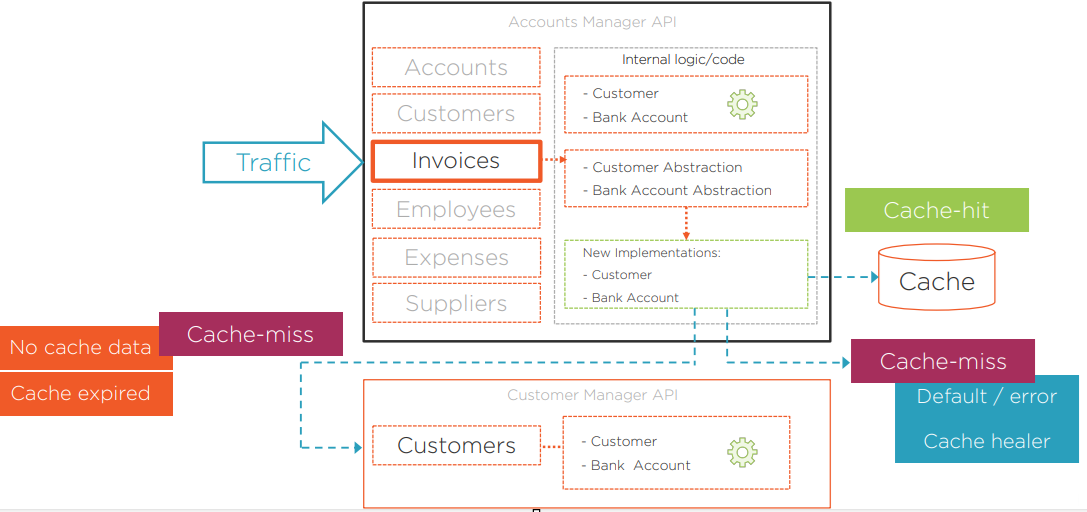 Accounts Manager API
Accounts
Customers
Invoices
Employees
Expenses
Suppliers
Traffic
Internal logic/code
- Customer
- Bank Account
- Customer Abstraction
- Bank Account Abstraction
New Implementations:
- Customer
- Bank Account
Cache-hit
Cache
Cache-miss
No cache data
Cache expired
Cache-miss
Default / error
Cache healer
Customer Manager API
Customers
- Customer
- Bank Account